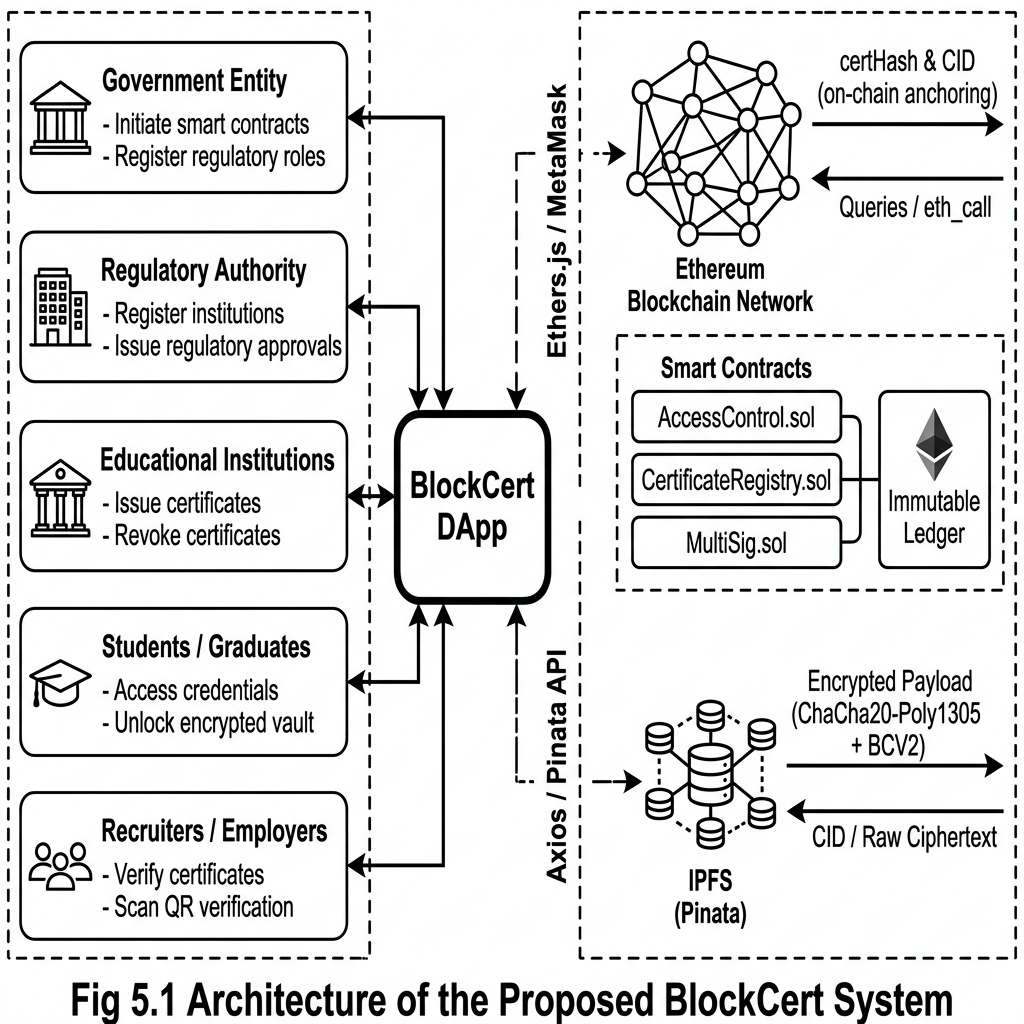 Government Entity
- Initiate smart contracts
- Register regulatory roles
Regulatory Authority
- Register institutions
- Issue regulatory approvals
Educational Institutions
- Issue certificates
- Revoke certificates
Students / Graduates
- Access credentials
- Unlock encrypted vault
Recruiters / Employers
- Verify certificates
- Scan QR verification
BlockCert
DApp
Ethers.js / MetaMask
Axios / Pinata API
certHash & CID
(on-chain anchoring)
Queries / eth_call
Ethereum
Blockchain Network
Smart Contracts
AccessControl.sol
CertificateRegistry.sol
MultiSig.sol
Immutable
Ledger
Encrypted Payload
(ChaCha20-Poly1305
+ BCV2)
CID / Raw Ciphertext
IPFS
(Pinata)
Fig 5.1 Architecture of the Proposed BlockCert System